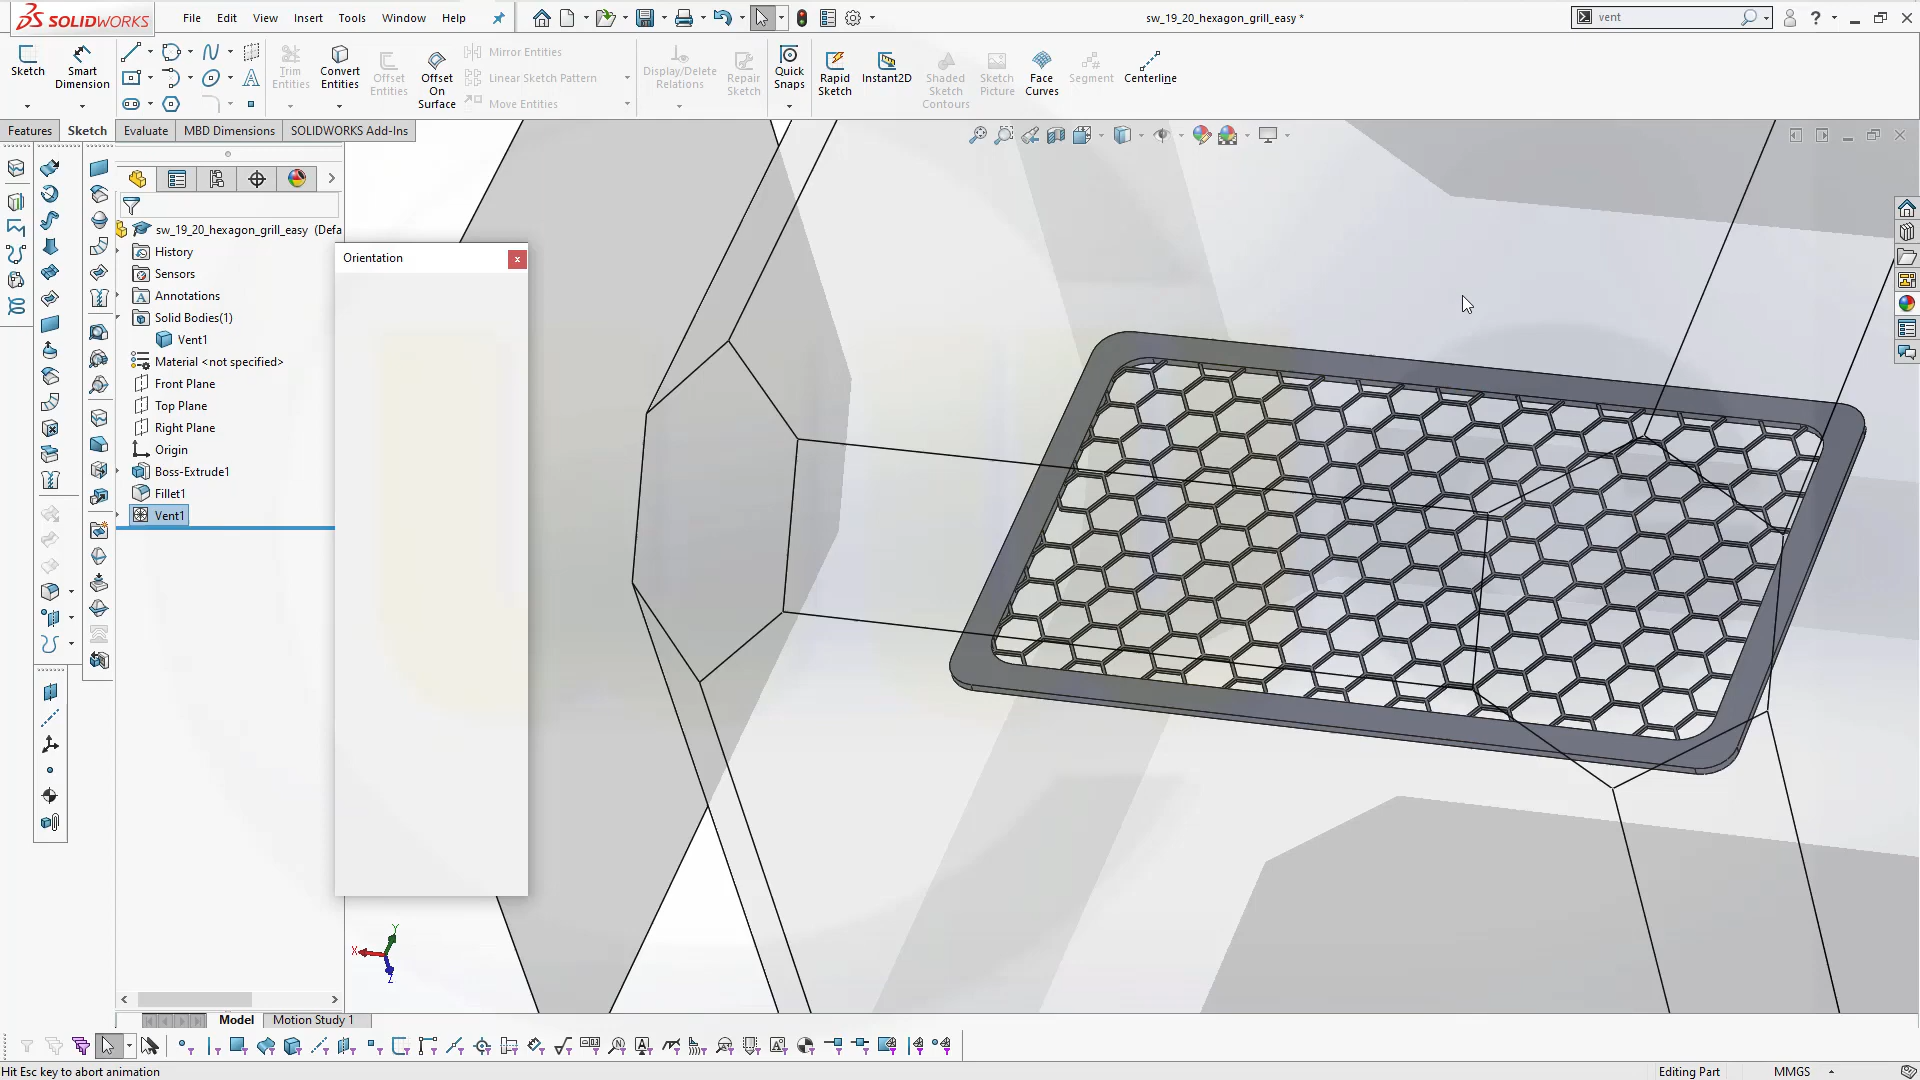 SOLIDWORKS
File Edit View Insert Tools Window Help
sw_19_20_hexagon_grill_easy *
vent
Sketch
Smart Dimension
Trim Entities
Convert Entities
Offset Entities
Offset On Surface
Mirror Entities
Linear Sketch Pattern
Move Entities
Display/Delete Relations
Repair Sketch
Quick Snaps
Rapid Sketch
Instant2D
Shaded Sketch Contours
Sketch Picture
Face Curves
Segment
Centerline
Features Sketch Evaluate MBD Dimensions SOLIDWORKS Add-Ins
sw_19_20_hexagon_grill_easy (Defa
History
Sensors
Annotations
Solid Bodies(1)
Vent1
Material <not specified>
Front Plane
Top Plane
Right Plane
Origin
Boss-Extrude1
Fillet1
Vent1
Orientation
x
Y
X
Z
Model Motion Study 1
Hit Esc key to abort animation
Editing Part MMGS